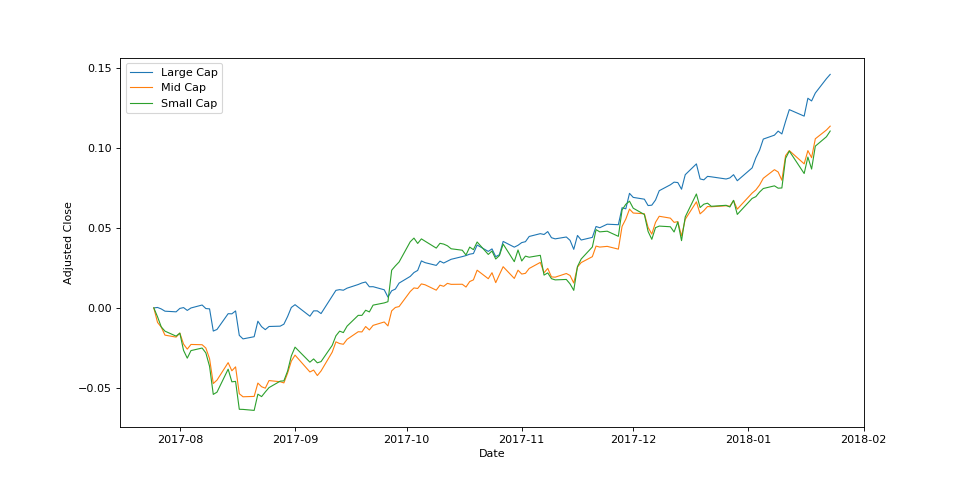 Large Cap
Mid Cap
Small Cap
0.15
0.10
0.05
0.00
−0.05
Adjusted Close
2017-08 2017-09 2017-10 2017-11 2017-12 2018-01 2018-02
Date